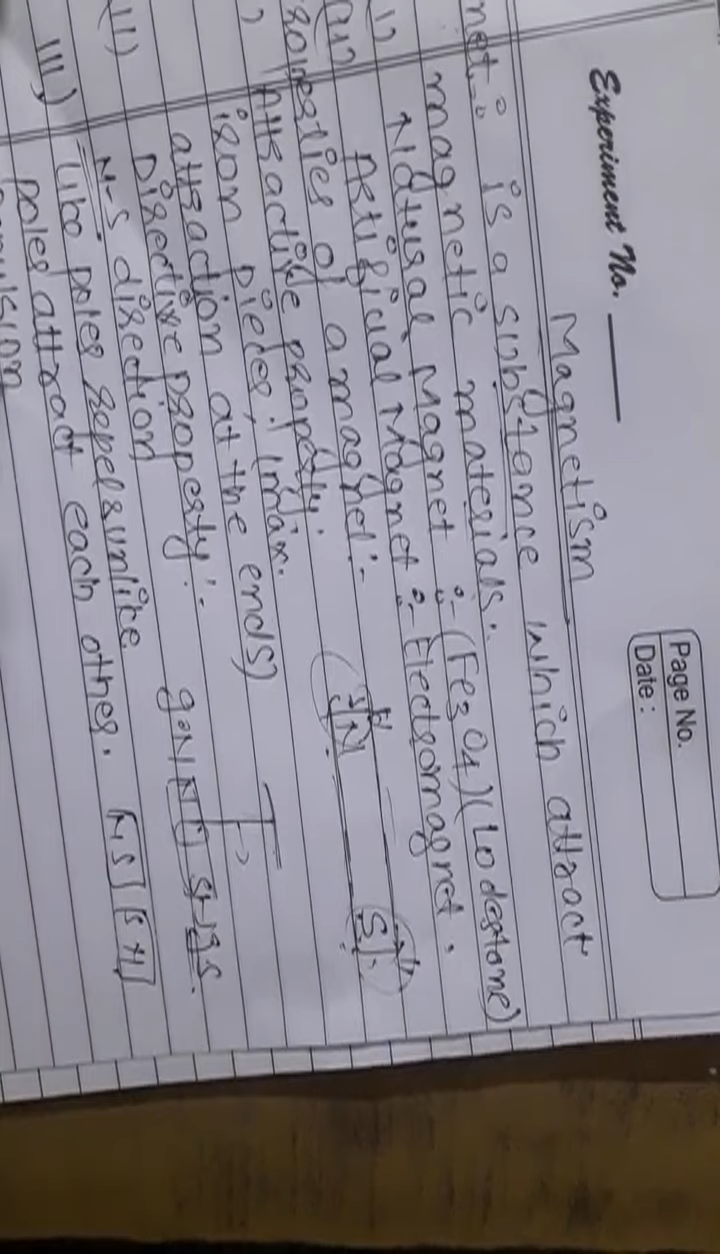 Page No.
Date :
Experiment No.
Magnetism
net :- is a substance which attract
magnetic materials.
i) Natural Magnet :- (Fe3O4) (Lodestone)
ii) Artificial Magnet :- Electromagnet.
properties of a magnet :-
i) Attractive property:
iron pieces, (max.
attraction at the ends)
ii) Directive property :-
N-S direction
iii) Like poles repel & unlike
poles attract each other.